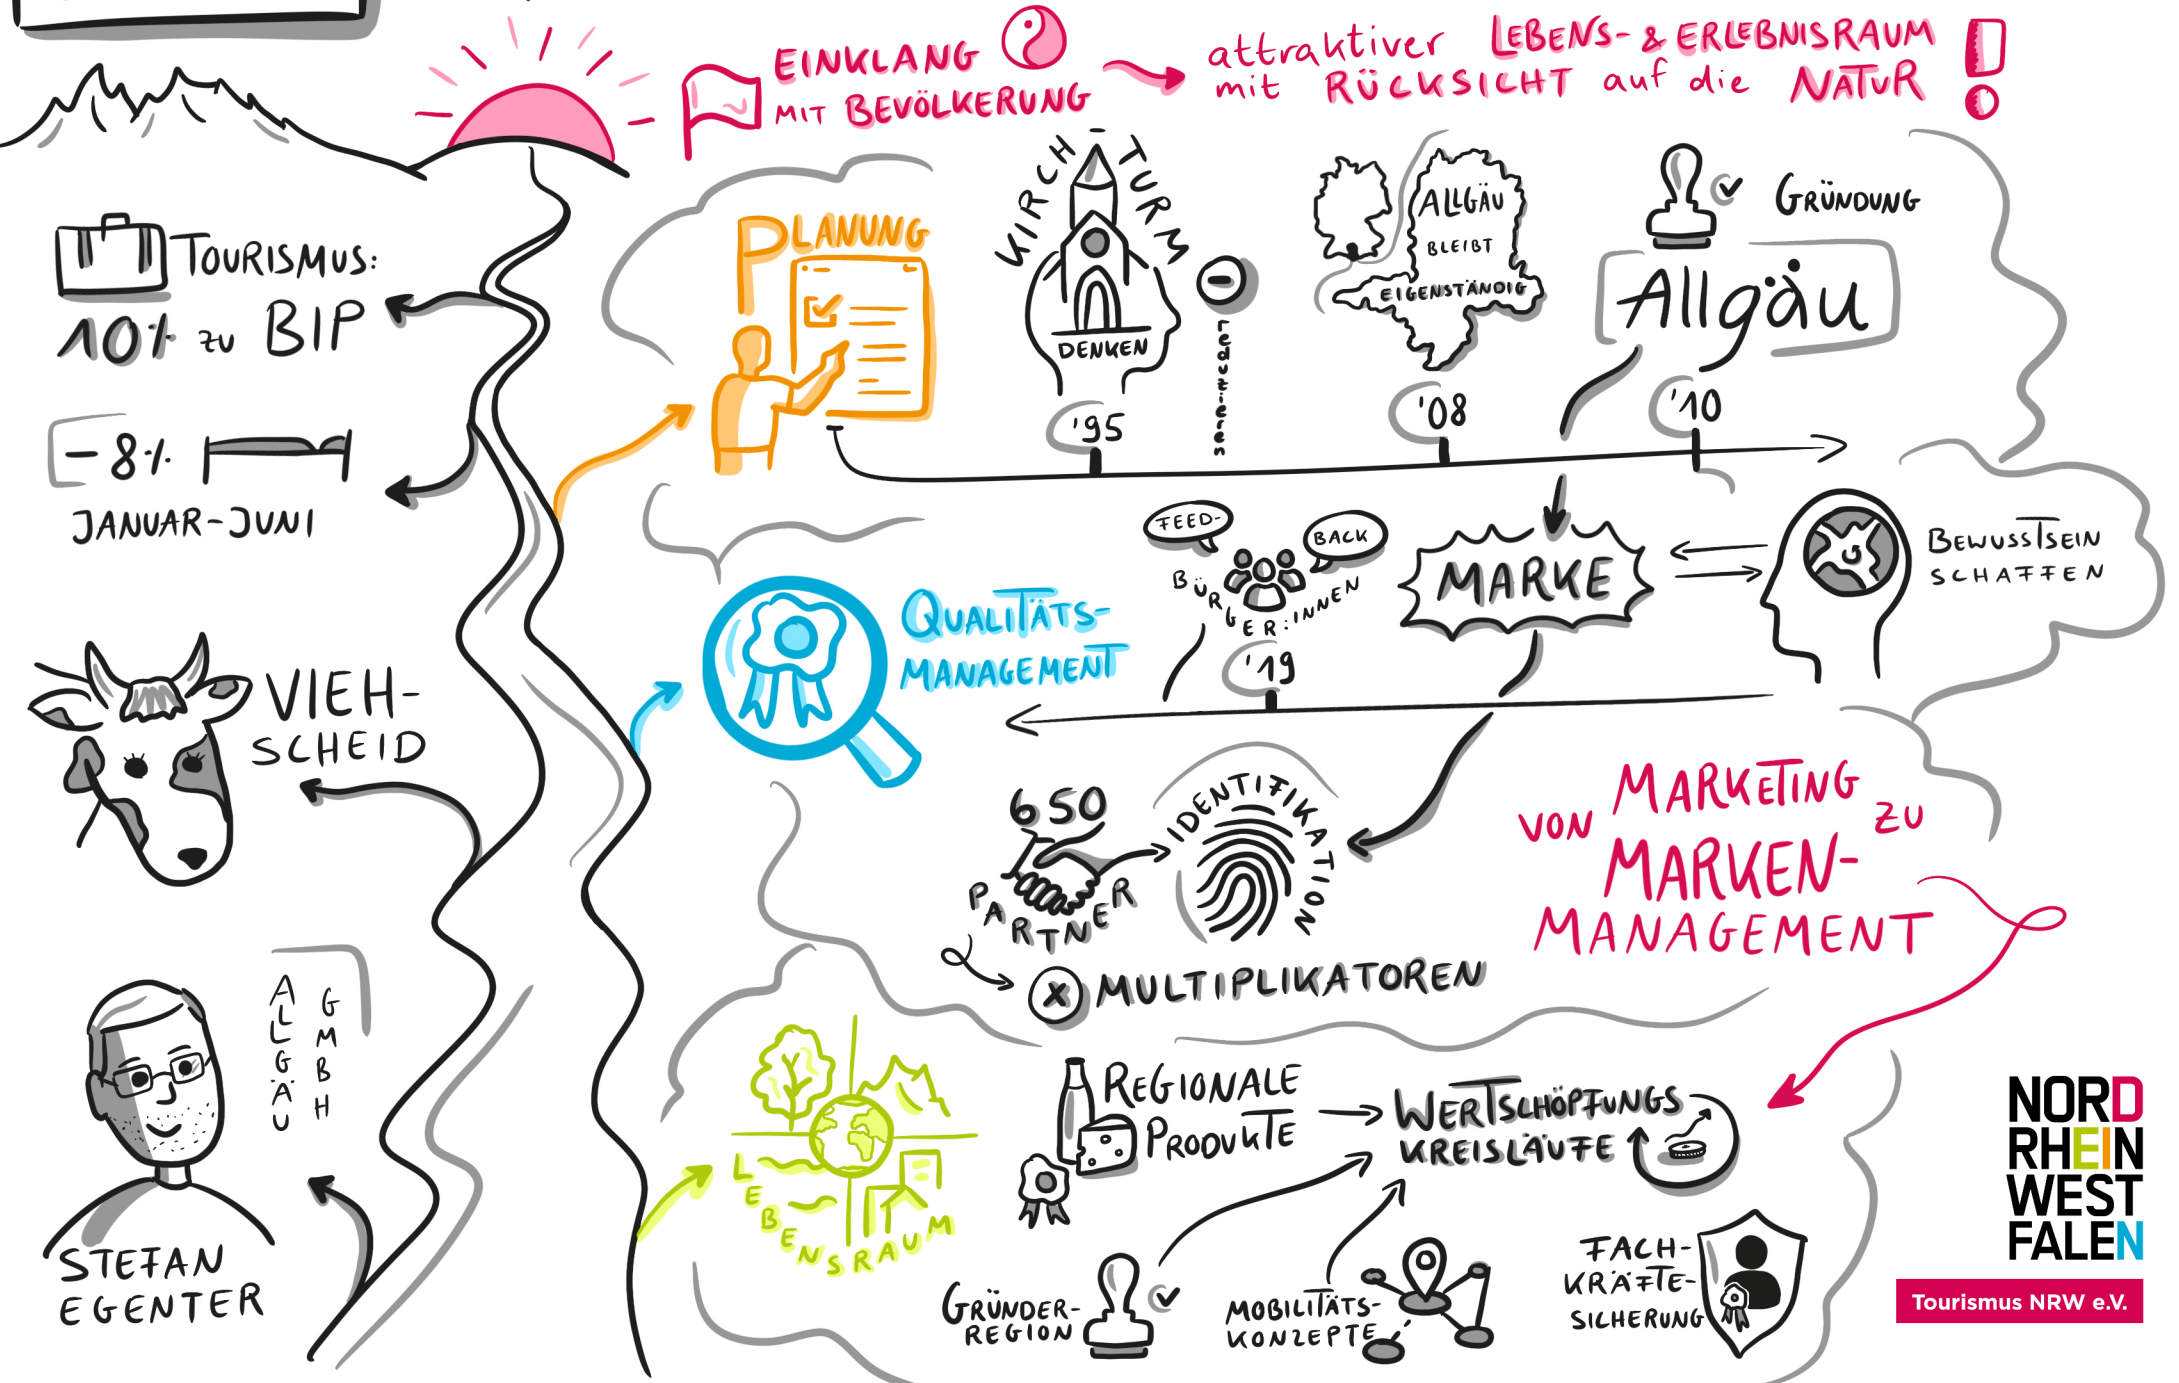 EINKLANG
MIT BEVÖLKERUNG
attraktiver LEBENS- & ERLEBNISRAUM
mit RÜCKSICHT auf die NATUR
TOURISMUS:
10% zu BIP
-8%
JANUAR-JUNI
VIEH-
SCHEID
ALLGÄU
GMBH
STEFAN
EGENTER
PLANUNG
KIRCH
TURM
DENKEN
reduzieren
'95
ALLGÄU
BLEIBT
EIGENSTÄNDIG
'08
GRÜNDUNG
Allgäu
'10
QUALITÄTS-
MANAGEMENT
FEED-
BACK
BÜRGER:INNEN
'19
MARKE
BEWUSSTSEIN
SCHAFFEN
650
PARTNER
IDENTIFIKATION
X MULTIPLIKATOREN
VON MARKETING ZU
MARKEN-
MANAGEMENT
LEBENSRAUM
REGIONALE
PRODUKTE
WERTSCHÖPFUNGS
KREISLÄUFE
GRÜNDER-
REGION
MOBILITÄTS-
KONZEPTE
FACH-
KRÄFTE-
SICHERUNG
NORD
RHEIN
WEST
FALEN
Tourismus NRW e.V.